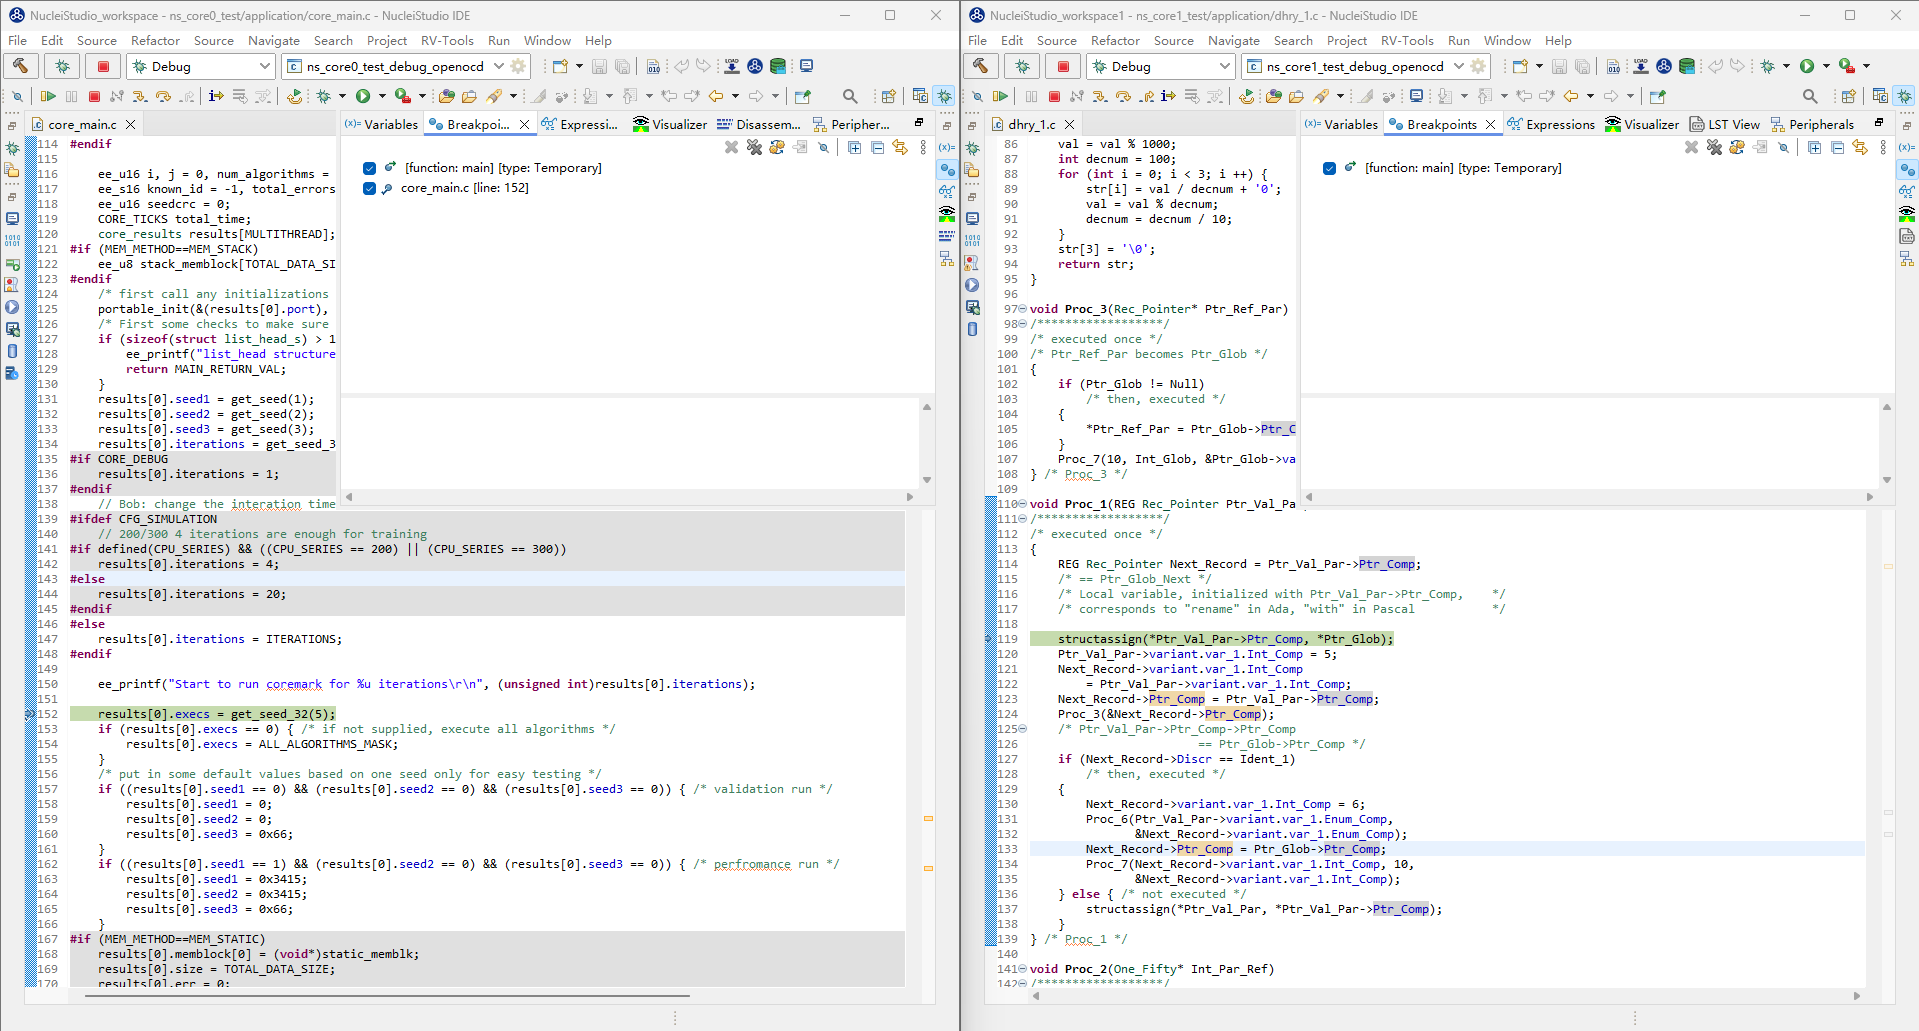 NucleiStudio_workspace - ns_core0_test/application/core_main.c - NucleiStudio IDE
File Edit Source Refactor Source Navigate Search Project RV-Tools Run Window Help
Debug
ns_core0_test_debug_openocd
core_main.c
114 #endif
115
116 ee_u16 i, j = 0, num_algorithms =
117 ee_s16 known_id = -1, total_errors
118 ee_u16 seedcrc = 0;
119 CORE_TICKS total_time;
120 core_results results[MULTITHREAD];
121 #if (MEM_METHOD==MEM_STACK)
122 ee_u8 stack_memblock[TOTAL_DATA_SI
123 #endif
124 /* first call any initializations
125 portable_init(&(results[0].port),
126 /* First some checks to make sure
127 if (sizeof(struct list_head_s) > 1
128 ee_printf("list_head structure
129 return MAIN_RETURN_VAL;
130 }
131 results[0].seed1 = get_seed(1);
132 results[0].seed2 = get_seed(2);
133 results[0].seed3 = get_seed(3);
134 results[0].iterations = get_seed_3
135 #if CORE_DEBUG
136 results[0].iterations = 1;
137 #endif
138 // Bob: change the interation time
139 #ifdef CFG_SIMULATION
140 // 200/300 4 iterations are enough for training
141 #if defined(CPU_SERIES) && ((CPU_SERIES == 200) || (CPU_SERIES == 300))
142 results[0].iterations = 4;
143 #else
144 results[0].iterations = 20;
145 #endif
146 #else
147 results[0].iterations = ITERATIONS;
148 #endif
149
150 ee_printf("Start to run coremark for %u iterations\r\n", (unsigned int)results[0].iterations);
151
152 results[0].execs = get_seed_32(5);
153 if (results[0].execs == 0) { /* if not supplied, execute all algorithms */
154 results[0].execs = ALL_ALGORITHMS_MASK;
155 }
156 /* put in some default values based on one seed only for easy testing */
157 if ((results[0].seed1 == 0) && (results[0].seed2 == 0) && (results[0].seed3 == 0)) { /* validation run */
158 results[0].seed1 = 0;
159 results[0].seed2 = 0;
160 results[0].seed3 = 0x66;
161 }
162 if ((results[0].seed1 == 1) && (results[0].seed2 == 0) && (results[0].seed3 == 0)) { /* perfromance run */
163 results[0].seed1 = 0x3415;
164 results[0].seed2 = 0x3415;
165 results[0].seed3 = 0x66;
166 }
167 #if (MEM_METHOD==MEM_STATIC)
168 results[0].memblock[0] = (void*)static_memblk;
169 results[0].size = TOTAL_DATA_SIZE;
170 results[0].err = 0;
Variables Breakpoi... Expressi... Visualizer Disassem... Peripher...
[function: main] [type: Temporary]
core_main.c [line: 152]
NucleiStudio_workspace1 - ns_core1_test/application/dhry_1.c - NucleiStudio IDE
File Edit Source Refactor Source Navigate Search Project RV-Tools Run Window Help
Debug
ns_core1_test_debug_openocd
dhry_1.c
86 val = val % 1000;
87 int decnum = 100;
88 for (int i = 0; i < 3; i ++) {
89 str[i] = val / decnum + '0';
90 val = val % decnum;
91 decnum = decnum / 10;
92 }
93 str[3] = '\0';
94 return str;
95 }
96
97 void Proc_3(Rec_Pointer* Ptr_Ref_Par)
98 /******************/
99 /* executed once */
100 /* Ptr_Ref_Par becomes Ptr_Glob */
101 {
102 if (Ptr_Glob != Null)
103 /* then, executed */
104 {
105 *Ptr_Ref_Par = Ptr_Glob->Ptr_C
106 }
107 Proc_7(10, Int_Glob, &Ptr_Glob->va
108 } /* Proc_3 */
109
110 void Proc_1(REG Rec_Pointer Ptr_Val_Pa
111 /******************/
112 /* executed once */
113 {
114 REG Rec_Pointer Next_Record = Ptr_Val_Par->Ptr_Comp;
115 /* == Ptr_Glob_Next */
116 /* Local variable, initialized with Ptr_Val_Par->Ptr_Comp, */
117 /* corresponds to "rename" in Ada, "with" in Pascal */
118
119 structassign(*Ptr_Val_Par->Ptr_Comp, *Ptr_Glob);
120 Ptr_Val_Par->variant.var_1.Int_Comp = 5;
121 Next_Record->variant.var_1.Int_Comp
122 = Ptr_Val_Par->variant.var_1.Int_Comp;
123 Next_Record->Ptr_Comp = Ptr_Val_Par->Ptr_Comp;
124 Proc_3(&Next_Record->Ptr_Comp);
125 /* Ptr_Val_Par->Ptr_Comp->Ptr_Comp
126 == Ptr_Glob->Ptr_Comp */
127 if (Next_Record->Discr == Ident_1)
128 /* then, executed */
129 {
130 Next_Record->variant.var_1.Int_Comp = 6;
131 Proc_6(Ptr_Val_Par->variant.var_1.Enum_Comp,
132 &Next_Record->variant.var_1.Enum_Comp);
133 Next_Record->Ptr_Comp = Ptr_Glob->Ptr_Comp;
134 Proc_7(Next_Record->variant.var_1.Int_Comp, 10,
135 &Next_Record->variant.var_1.Int_Comp);
136 } else { /* not executed */
137 structassign(*Ptr_Val_Par, *Ptr_Val_Par->Ptr_Comp);
138 }
139 } /* Proc_1 */
140
141 void Proc_2(One_Fifty* Int_Par_Ref)
142 /******************/
Variables Breakpoints Expressions Visualizer LST View Peripherals
[function: main] [type: Temporary]